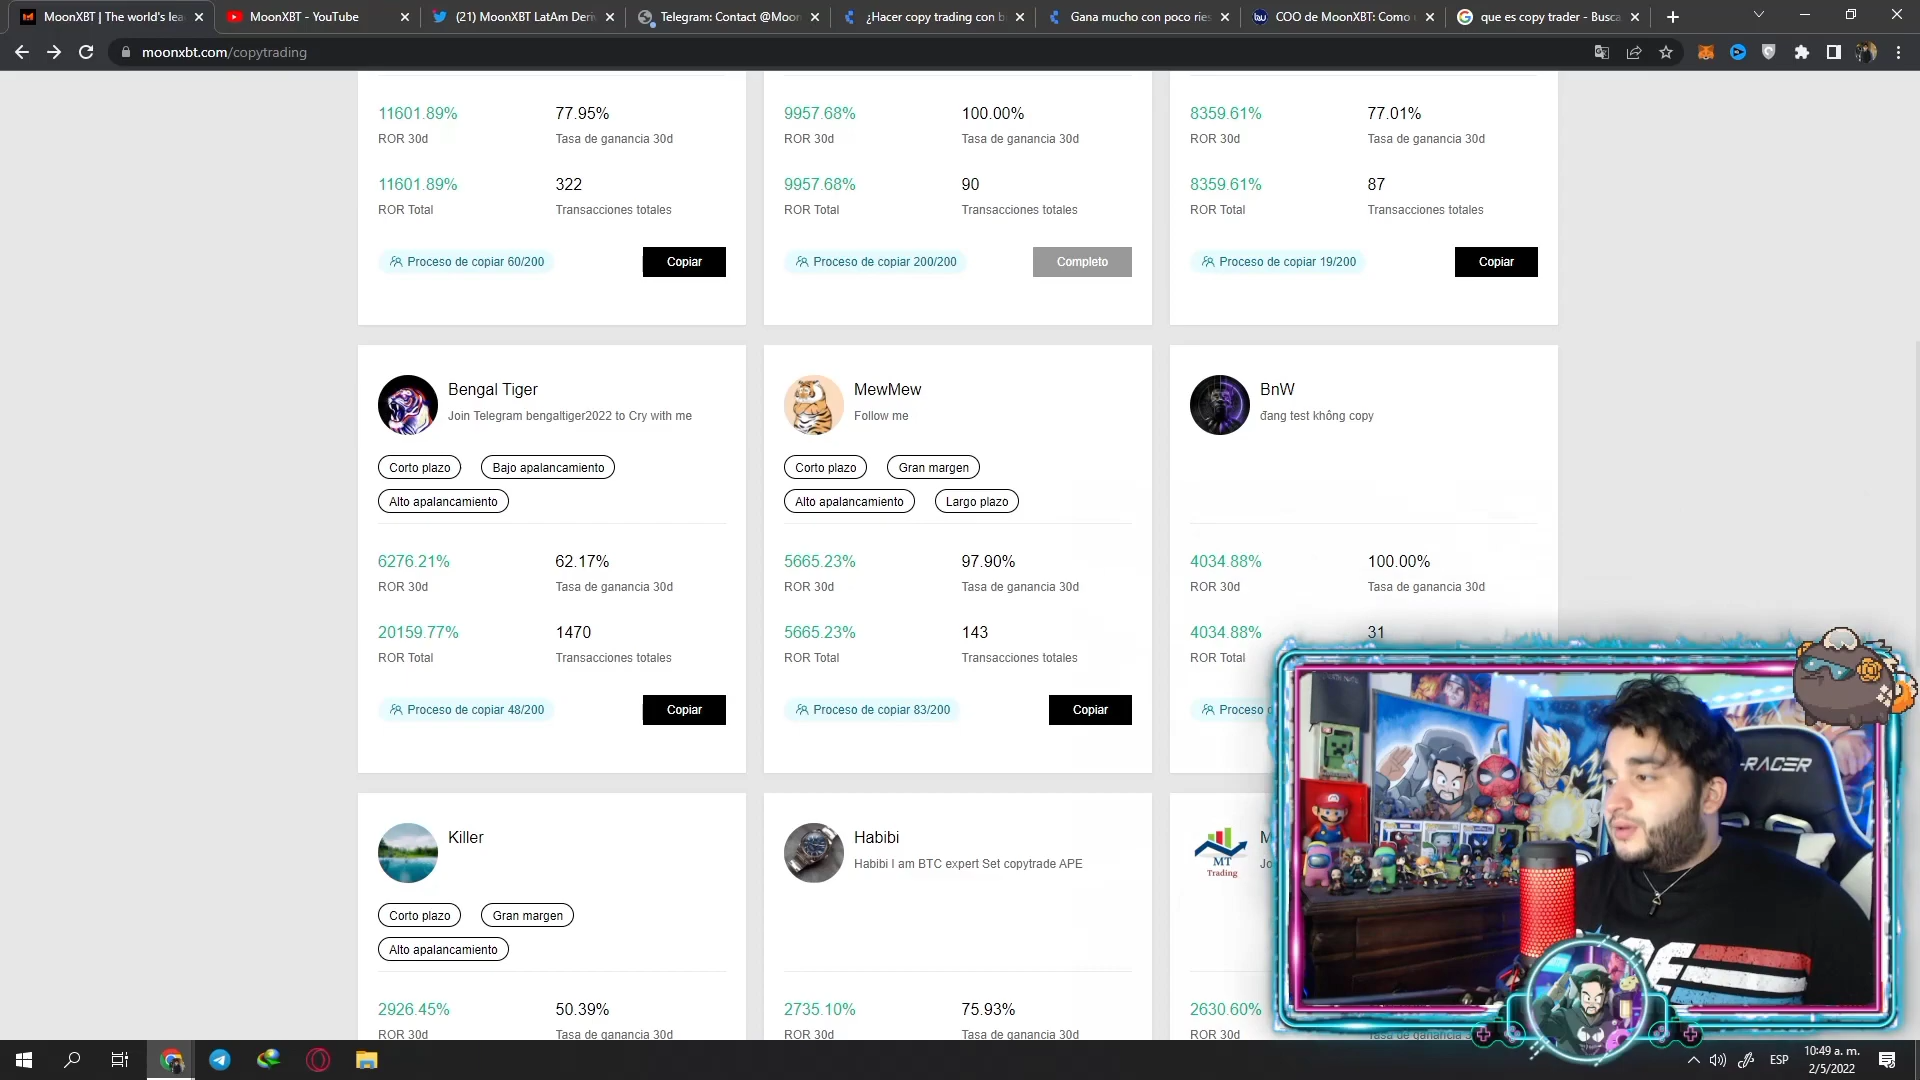 MoonXBT | The world's lea
MoonXBT - YouTube
(21) MoonXBT LatAm Deri
Telegram: Contact @Moon
¿Hacer copy trading con b
Gana mucho con poco ries
COO de MoonXBT: Como
que es copy trader - Busca
moonxbt.com/copytrading
11601.89% 77.95%
ROR 30d Tasa de ganancia 30d
11601.89% 322
ROR Total Transacciones totales
Proceso de copiar 60/200 Copiar
9957.68% 100.00%
ROR 30d Tasa de ganancia 30d
9957.68% 90
ROR Total Transacciones totales
Proceso de copiar 200/200 Completo
8359.61% 77.01%
ROR 30d Tasa de ganancia 30d
8359.61% 87
ROR Total Transacciones totales
Proceso de copiar 19/200 Copiar
Bengal Tiger
Join Telegram bengaltiger2022 to Cry with me
Corto plazo Bajo apalancamiento
Alto apalancamiento
6276.21% 62.17%
ROR 30d Tasa de ganancia 30d
20159.77% 1470
ROR Total Transacciones totales
Proceso de copiar 48/200 Copiar
MewMew
Follow me
Corto plazo Gran margen
Alto apalancamiento Largo plazo
5665.23% 97.90%
ROR 30d Tasa de ganancia 30d
5665.23% 143
ROR Total Transacciones totales
Proceso de copiar 83/200 Copiar
BnW
đang test không copy
4034.88% 100.00%
ROR 30d Tasa de ganancia 30d
4034.88% 31
ROR Total
Proceso
Killer
Corto plazo Gran margen
Alto apalancamiento
2926.45% 50.39%
ROR 30d Tasa de ganancia 30d
Habibi
Habibi I am BTC expert Set copytrade APE
2735.10% 75.93%
ROR 30d Tasa de ganancia 30d
MT
Trading
M
Jo
2630.60%
ROR 30d
-RACER
ESP
10:49 a. m.
2/5/2022